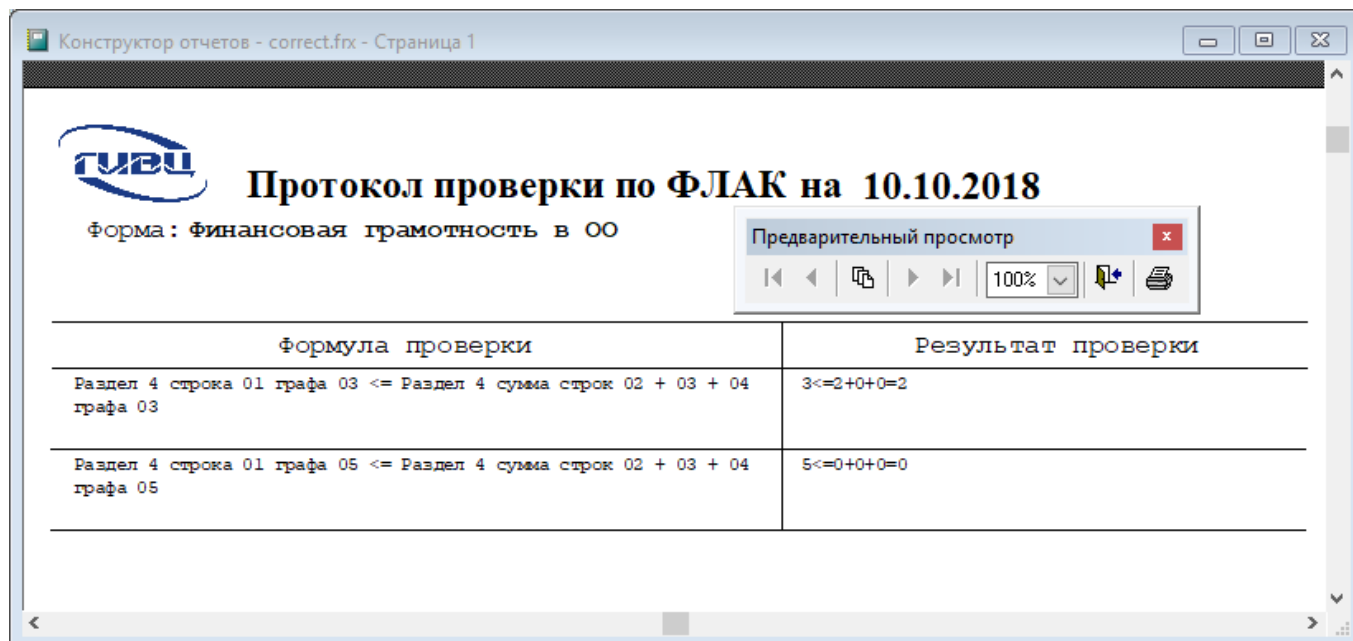 Конструктор отчетов - correct.frx - Страница 1
ГИВЦ
Протокол проверки по ФЛАК на 10.10.2018
Форма: Финансовая грамотность в ОО
Предварительный просмотр
100%
Формула проверки
Результат проверки
Раздел 4 строка 01 графа 03 <= Раздел 4 сумма строк 02 + 03 + 04
графа 03
3<=2+0+0=2
Раздел 4 строка 01 графа 05 <= Раздел 4 сумма строк 02 + 03 + 04
графа 05
5<=0+0+0=0